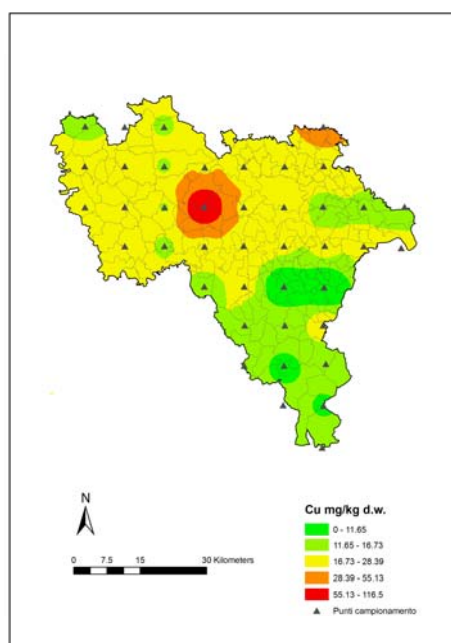 N
0 7.5 15 30 Kilometers
Cu mg/kg d.w.
0 - 11.65
11.65 - 16.73
16.73 - 28.39
28.39 - 55.13
55.13 - 116.5
Punti campionamento